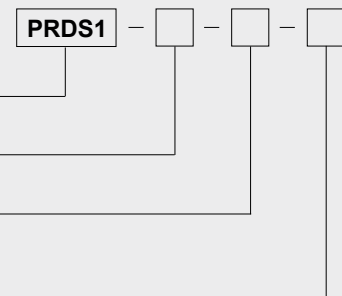 PRDS1 – –  –